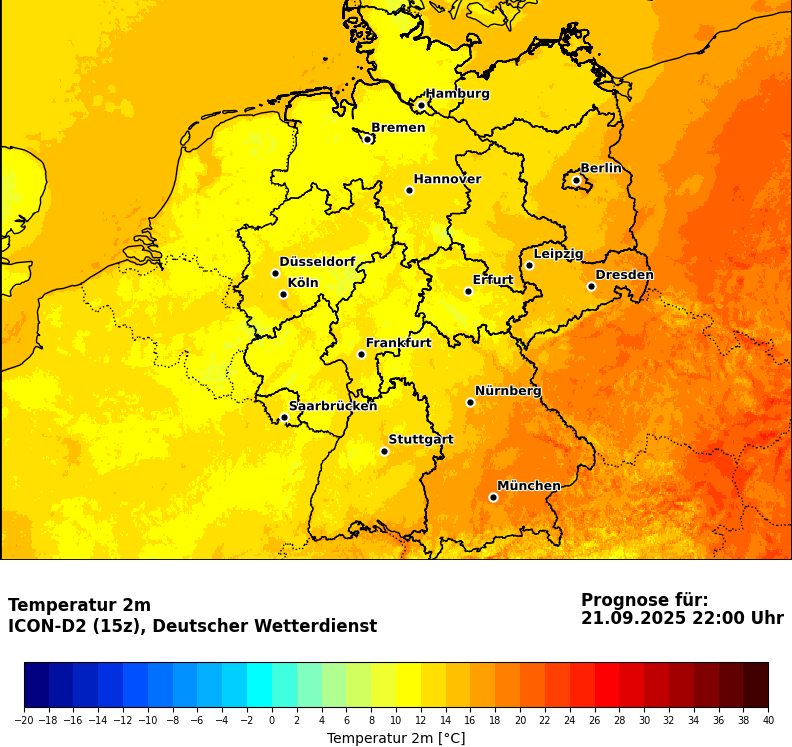 Hamburg
Bremen
Berlin
Hannover
Leipzig
Düsseldorf
Dresden
Köln
Erfurt
Frankfurt
Nürnberg
Saarbrücken
Stuttgart
München
Temperatur 2m
ICON-D2 (15z), Deutscher Wetterdienst
Prognose für:
21.09.2025 22:00 Uhr
−20 −18 −16 −14 −12 −10 −8 −6 −4 −2 0 2 4 6 8 10 12 14 16 18 20 22 24 26 28 30 32 34 36 38 40
Temperatur 2m [°C]